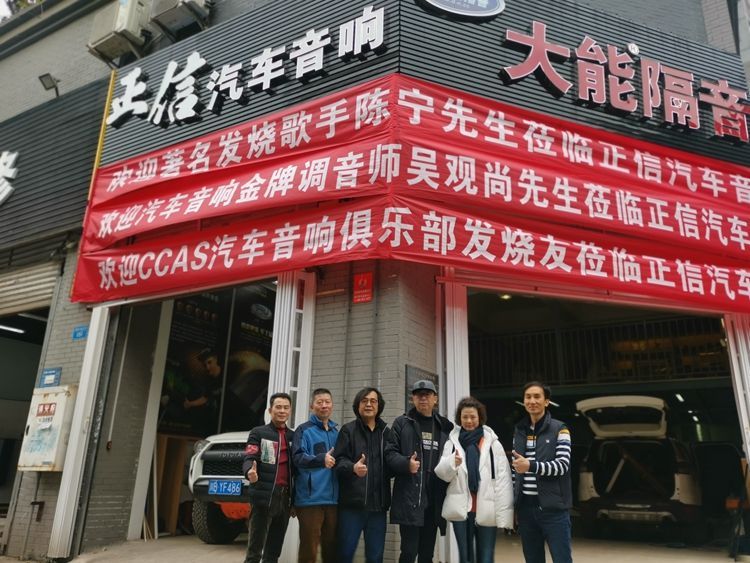 正信汽车音响
大能隔音
欢迎著名发烧歌手陈宁先生莅临正信汽车音
欢迎汽车音响金牌调音师吴观尚先生莅临正信汽车
欢迎CCAS汽车音响俱乐部发烧友莅临正信汽车
修
TOYOTA
YF486